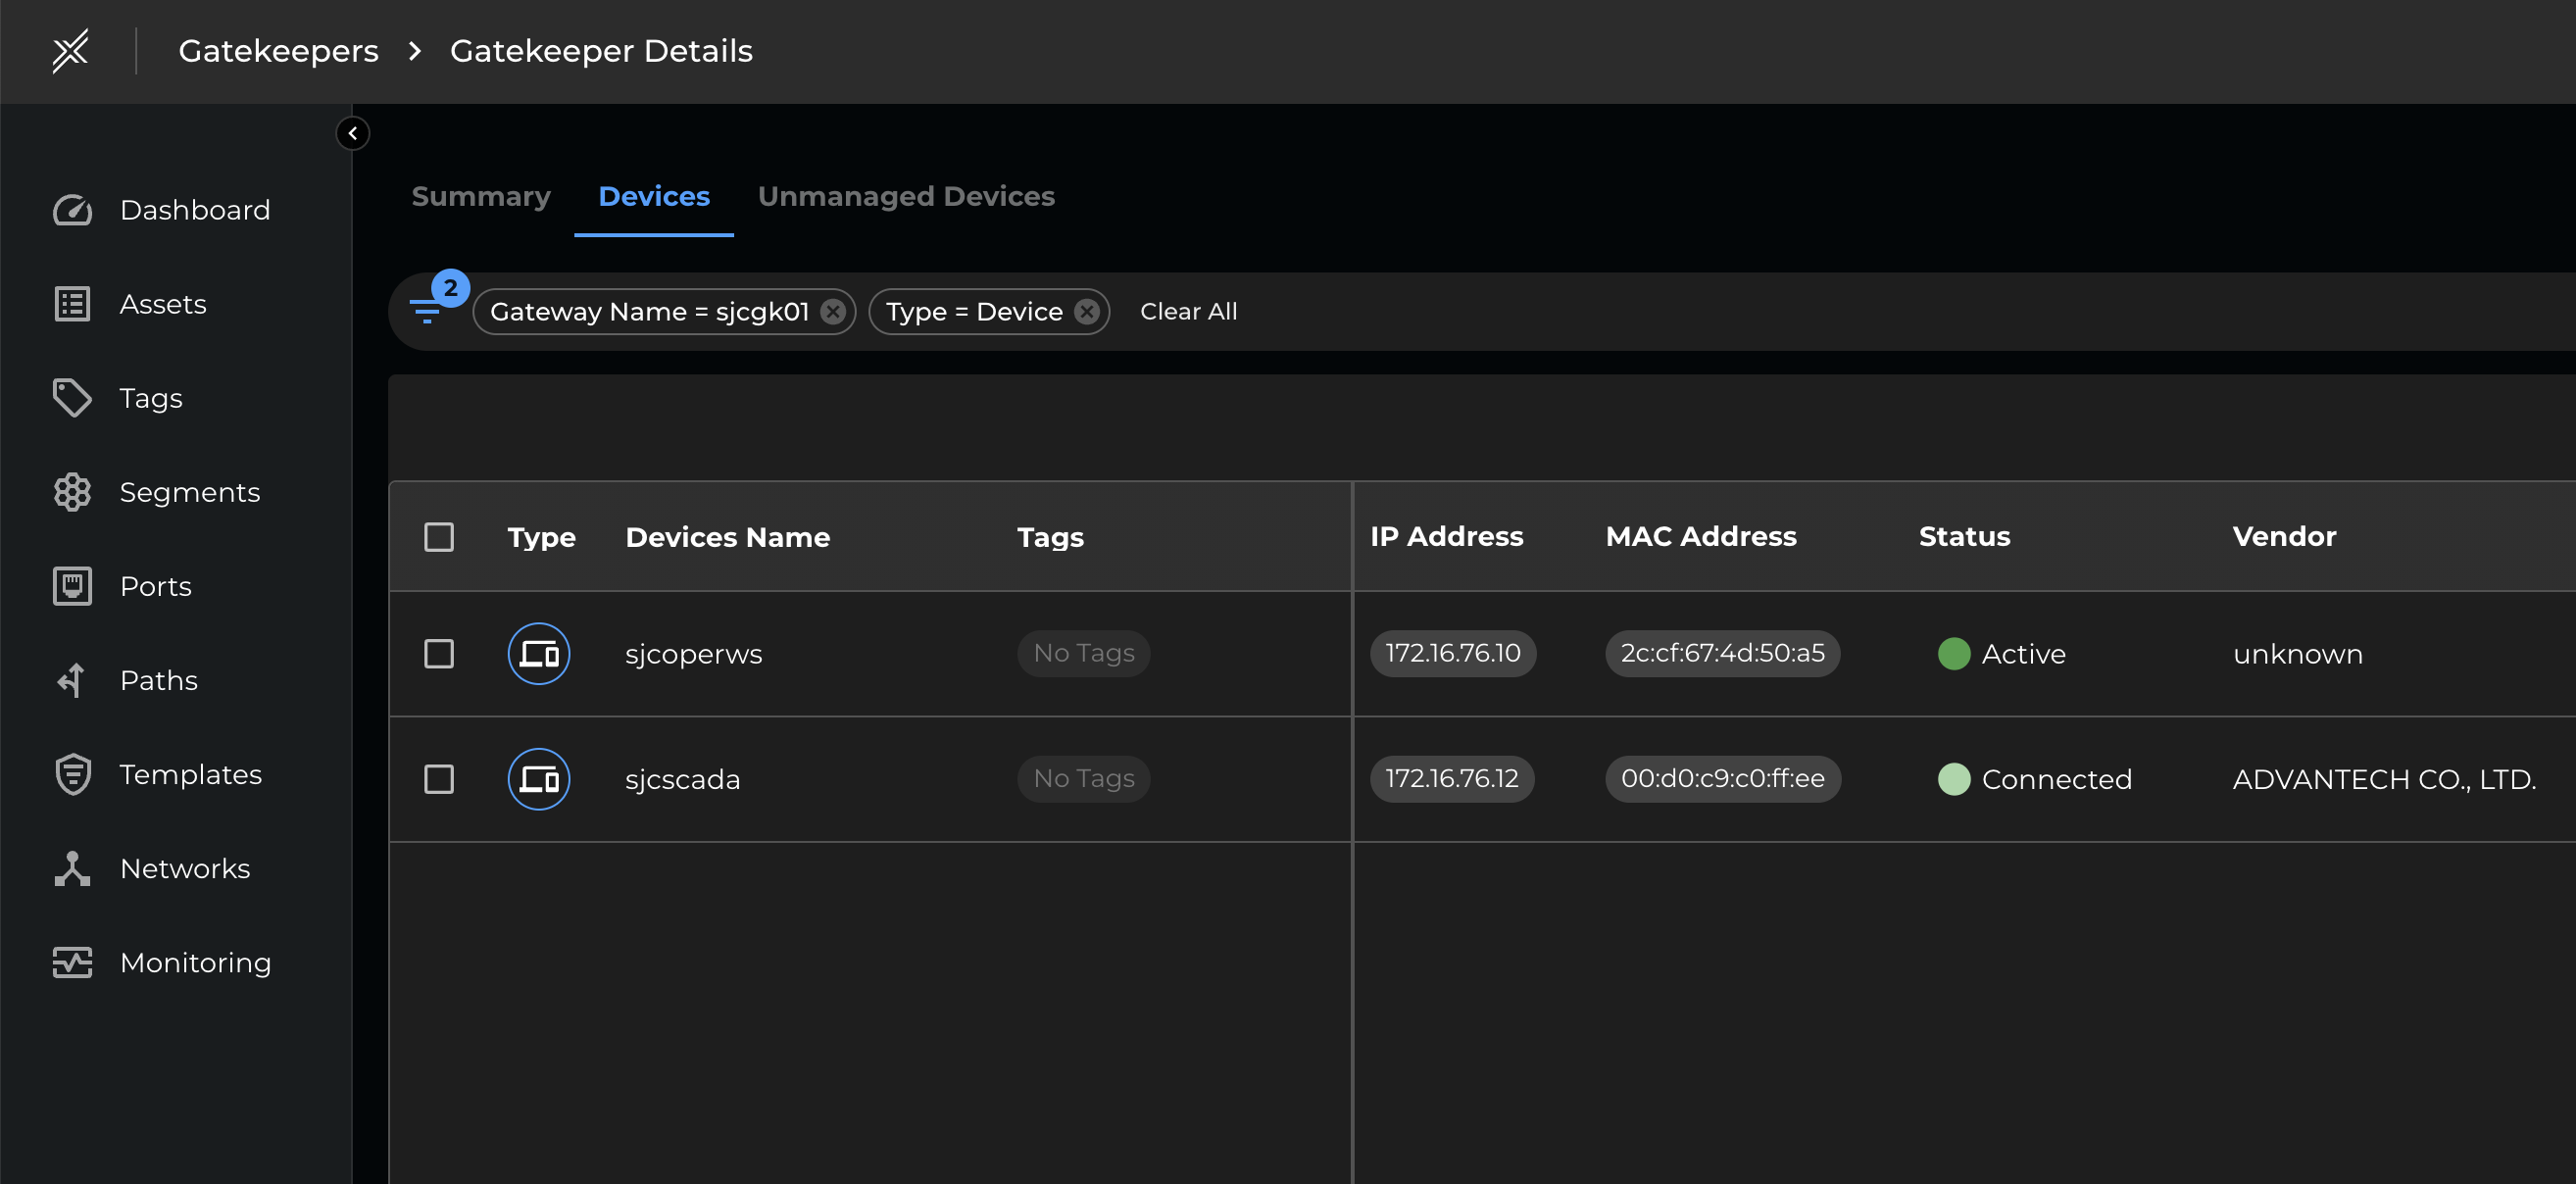 Gatekeepers > Gatekeeper Details
Summary Devices Unmanaged Devices
2
Gateway Name = sjcgk01 Type = Device Clear All
Dashboard
Assets
Tags
Segments
Ports
Paths
Templates
Networks
Monitoring
Type Devices Name Tags IP Address MAC Address Status Vendor
sjcoperws No Tags 172.16.76.10 2c:cf:67:4d:50:a5 Active unknown
sjcscada No Tags 172.16.76.12 00:d0:c9:c0:ff:ee Connected ADVANTECH CO., LTD.